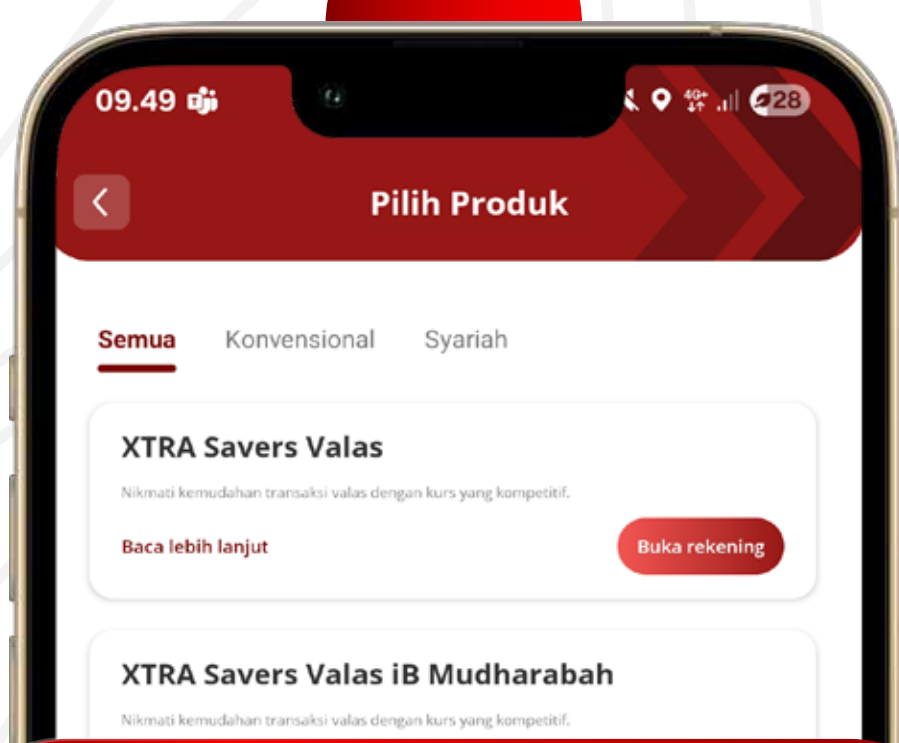 09.49
4G+
28
Pilih Produk
Semua Konvensional Syariah
XTRA Savers Valas
Nikmati kemudahan transaksi valas dengan kurs yang kompetitif.
Baca lebih lanjut
Buka rekening
XTRA Savers Valas iB Mudharabah
Nikmati kemudahan transaksi valas dengan kurs yang kompetitif.